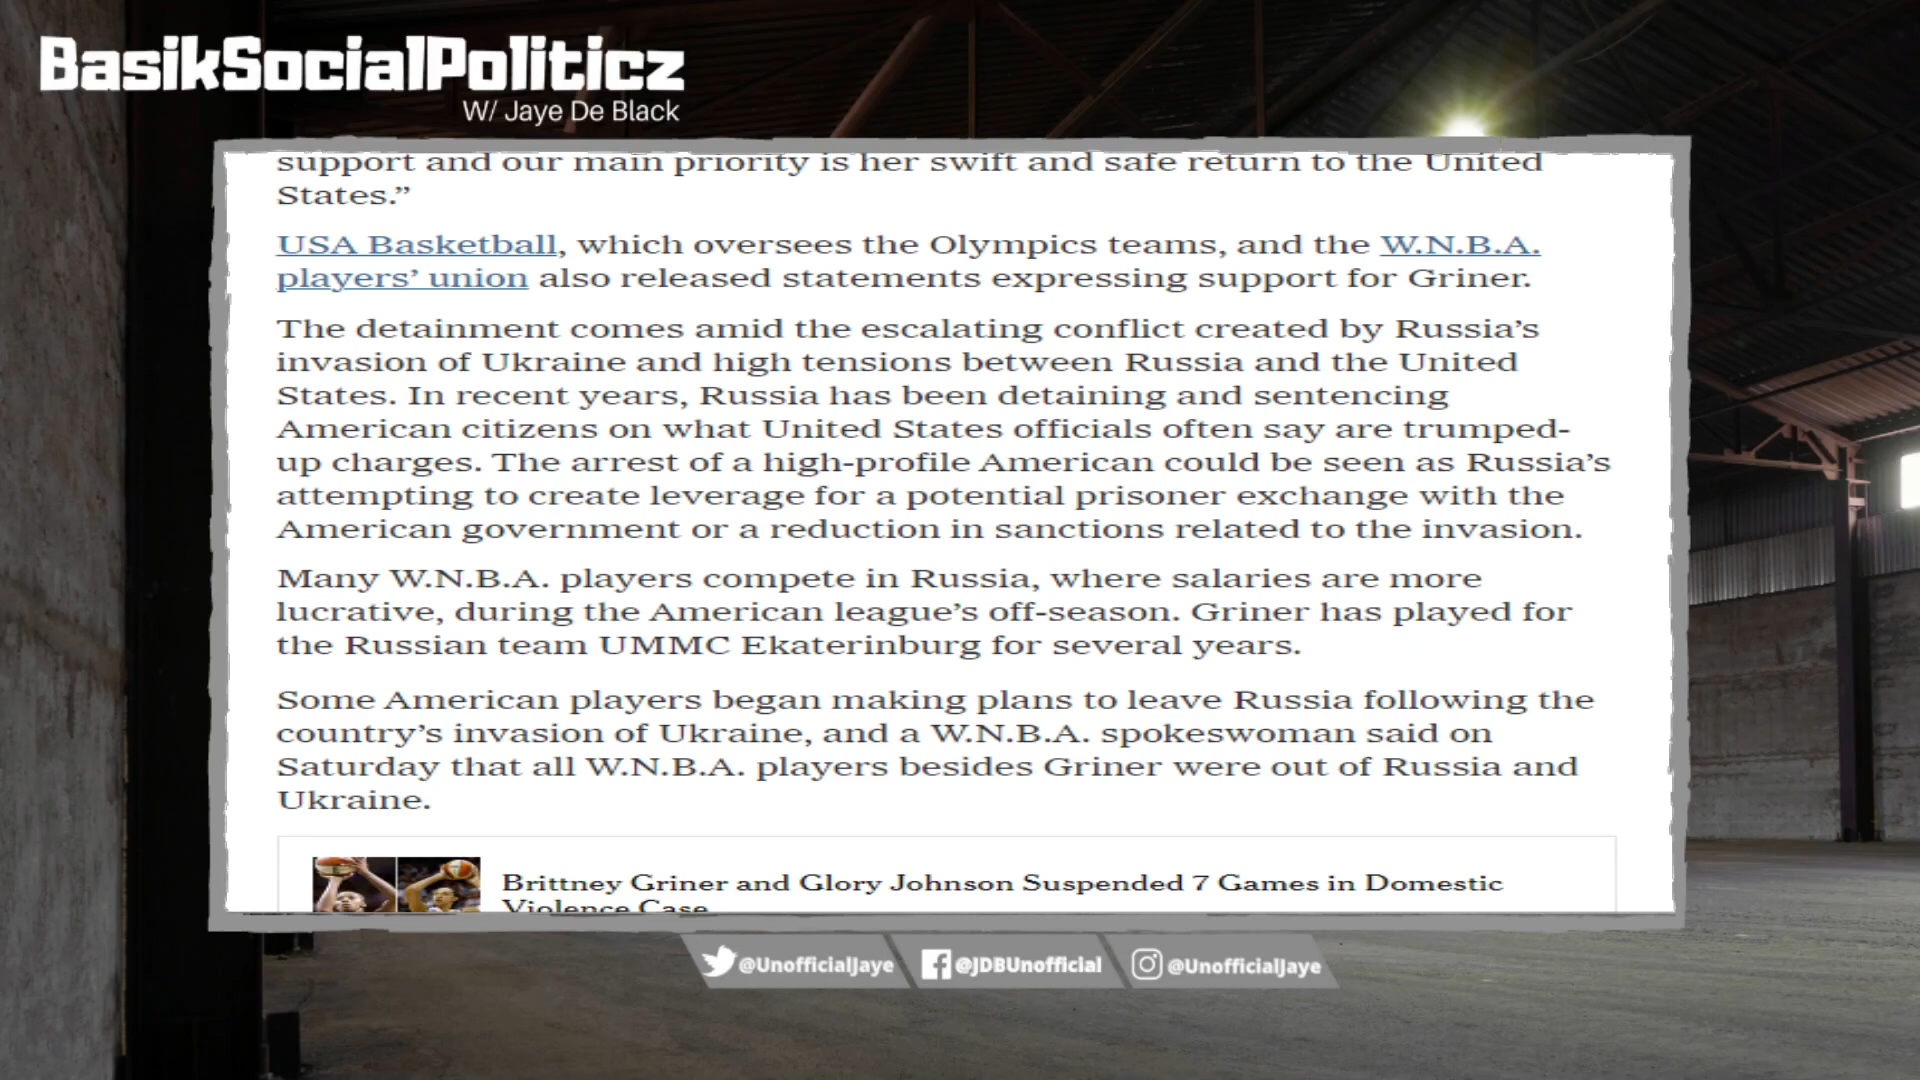 BasikSocialPoliticz
W/ Jaye De Black
support and our main priority is her swift and safe return to the United
States.”
USA Basketball, which oversees the Olympics teams, and the W.N.B.A.
players’ union also released statements expressing support for Griner.
The detainment comes amid the escalating conflict created by Russia’s
invasion of Ukraine and high tensions between Russia and the United
States. In recent years, Russia has been detaining and sentencing
American citizens on what United States officials often say are trumped-
up charges. The arrest of a high-profile American could be seen as Russia’s
attempting to create leverage for a potential prisoner exchange with the
American government or a reduction in sanctions related to the invasion.
Many W.N.B.A. players compete in Russia, where salaries are more
lucrative, during the American league’s off-season. Griner has played for
the Russian team UMMC Ekaterinburg for several years.
Some American players began making plans to leave Russia following the
country’s invasion of Ukraine, and a W.N.B.A. spokeswoman said on
Saturday that all W.N.B.A. players besides Griner were out of Russia and
Ukraine.
Brittney Griner and Glory Johnson Suspended 7 Games in Domestic
Violence Case
@UnofficialJaye @JDBUnofficial @UnofficialJaye